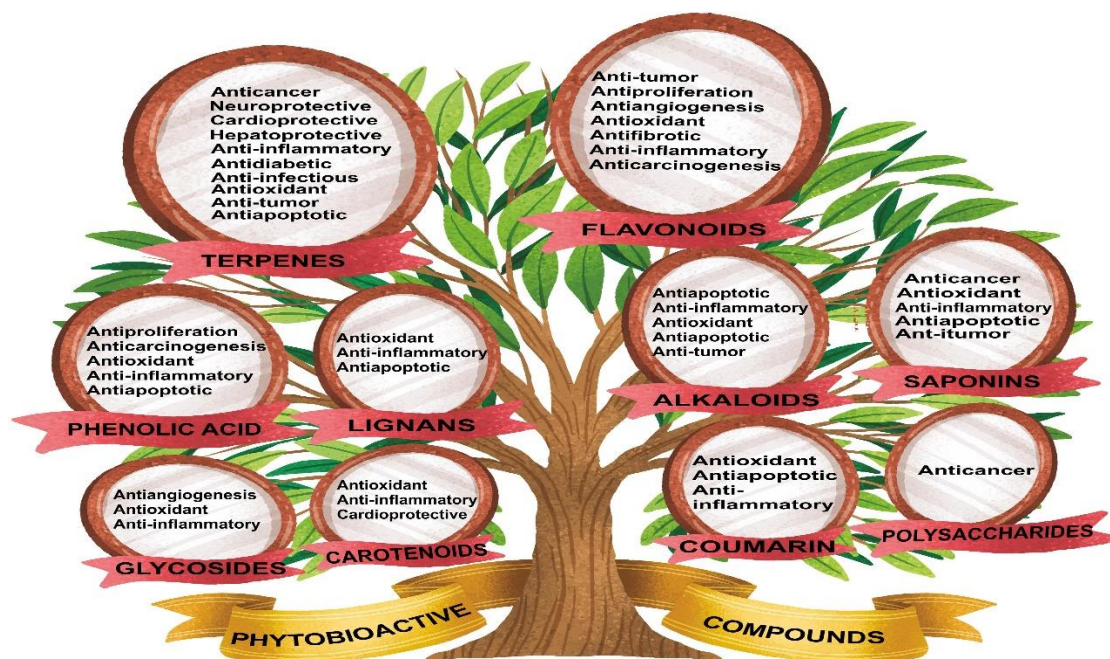 Anticancer
Neuroprotective
Cardioprotective
Hepatoprotective
Anti-inflammatory
Antidiabetic
Anti-infectious
Antioxidant
Anti-tumor
Antiapoptotic
TERPENES
Anti-tumor
Antiproliferation
Antiangiogenesis
Antioxidant
Antifibrotic
Anti-inflammatory
Anticarcinogenesis
FLAVONOIDS
Antiproliferation
Anticarcinogenesis
Antioxidant
Anti-inflammatory
Antiapoptotic
PHENOLIC ACID
Antioxidant
Anti-inflammatory
Antiapoptotic
LIGNANS
Antiapoptotic
Anti-inflammatory
Antioxidant
Antiapoptotic
Anti-tumor
ALKALOIDS
Anticancer
Antioxidant
Anti-inflammatory
Antiapoptotic
Ant-itumor
SAPONINS
Antiangiogenesis
Antioxidant
Anti-inflammatory
GLYCOSIDES
Antioxidant
Anti-inflammatory
Cardioprotective
CAROTENOIDS
Antioxidant
Antiapoptotic
Anti-
inflammatory
COUMARIN
Anticancer
POLYSACCHARIDES
PHYTOBIOACTIVE COMPOUNDS